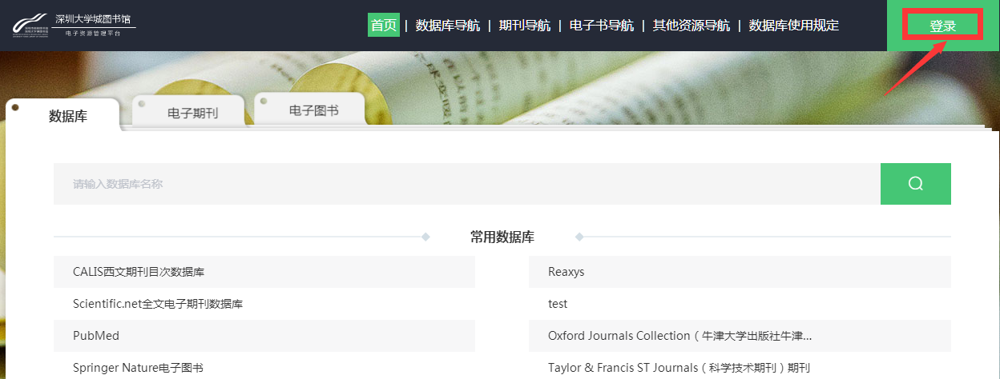 深圳大学城图书馆
电子资源管理平台
首页 | 数据库导航 | 期刊导航 | 电子书导航 | 其他资源导航 | 数据库使用规定
登录
数据库
电子期刊
电子图书
请输入数据库名称
常用数据库
CALIS西文期刊目次数据库
Reaxys
Scientific.net全文电子期刊数据库
test
PubMed
Oxford Journals Collection（牛津大学出版社牛津...
Springer Nature电子图书
Taylor & Francis ST Journals（科学技术期刊）期刊